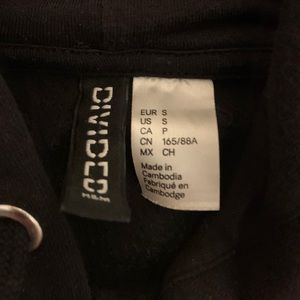 DIVIDED
H&M
EUR S
US S
CA P
CN 165/88A
MX CH
Made in
Cambodia
Fabriqué en
Cambodge